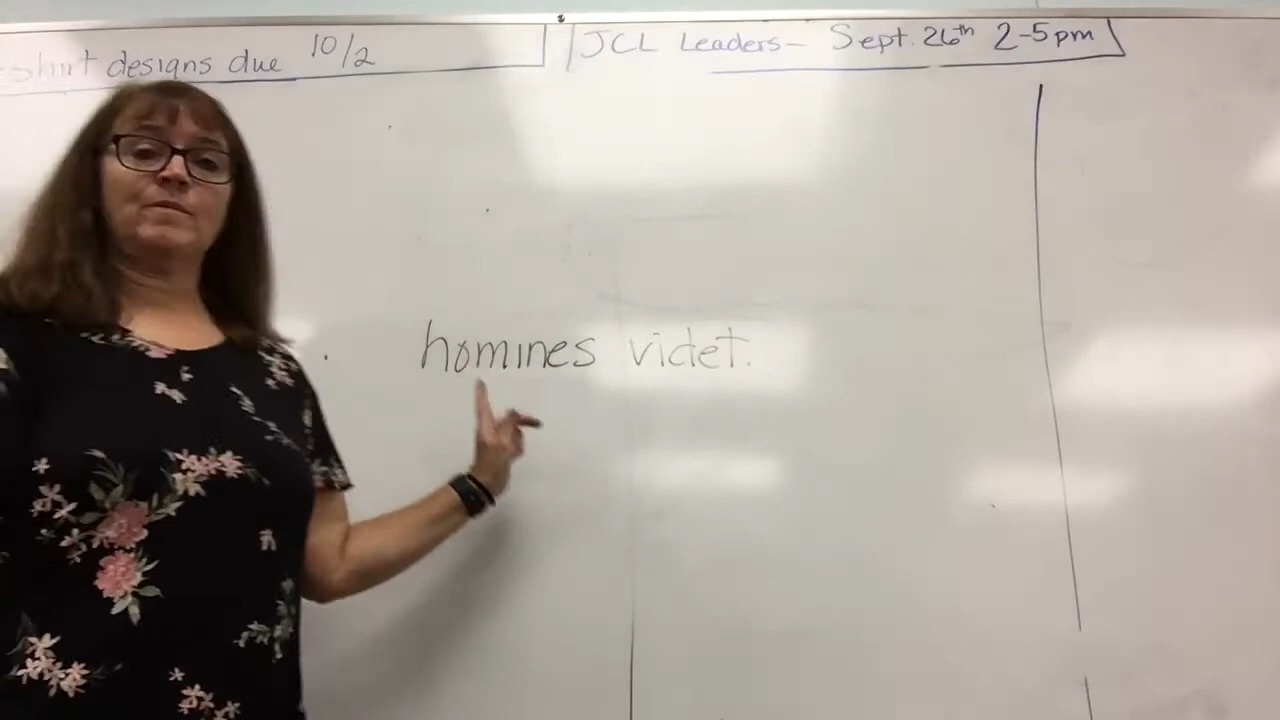 shirt designs due 10/2
JCL Leaders- Sept. 26th 2-5pm
homines videt.